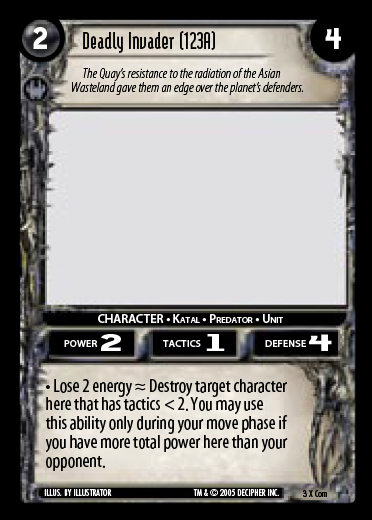 2 Deadly Invader (123A) 4
The Quay's resistance to the radiation of the Asian
Wasteland gave them an edge over the planet's defenders.
CHARACTER • KATAL • PREDATOR • UNIT
POWER 2 TACTICS 1 DEFENSE 4
• Lose 2 energy ≈ Destroy target character
here that has tactics < 2. You may use
this ability only during your move phase if
you have more total power here than your
opponent.
ILLUS. BY ILLUSTRATOR TM & © 2005 DECIPHER INC. 3 X Com